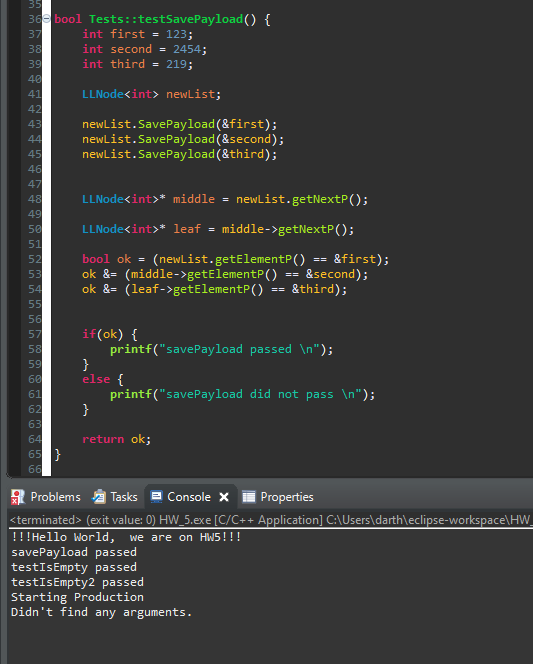 35
36 bool Tests::testSavePayload() {
37     int first = 123;
38     int second = 2454;
39     int third = 219;
40
41     LLNode<int> newList;
42
43     newList.SavePayload(&first);
44     newList.SavePayload(&second);
45     newList.SavePayload(&third);
46
47
48     LLNode<int>* middle = newList.getNextP();
49
50     LLNode<int>* leaf = middle->getNextP();
51
52     bool ok = (newList.getElementP() == &first);
53     ok &= (middle->getElementP() == &second);
54     ok &= (leaf->getElementP() == &third);
55
56
57     if(ok) {
58         printf("savePayload passed \n");
59     }
60     else {
61         printf("savePayload did not pass \n");
62     }
63
64     return ok;
65 }
66
Problems Tasks Console Properties
<terminated> (exit value: 0) HW_5.exe [C/C++ Application] C:\Users\darth\eclipse-workspace\HW_
!!!Hello World,  we are on HW5!!!
savePayload passed
testIsEmpty passed
testIsEmpty2 passed
Starting Production
Didn't find any arguments.